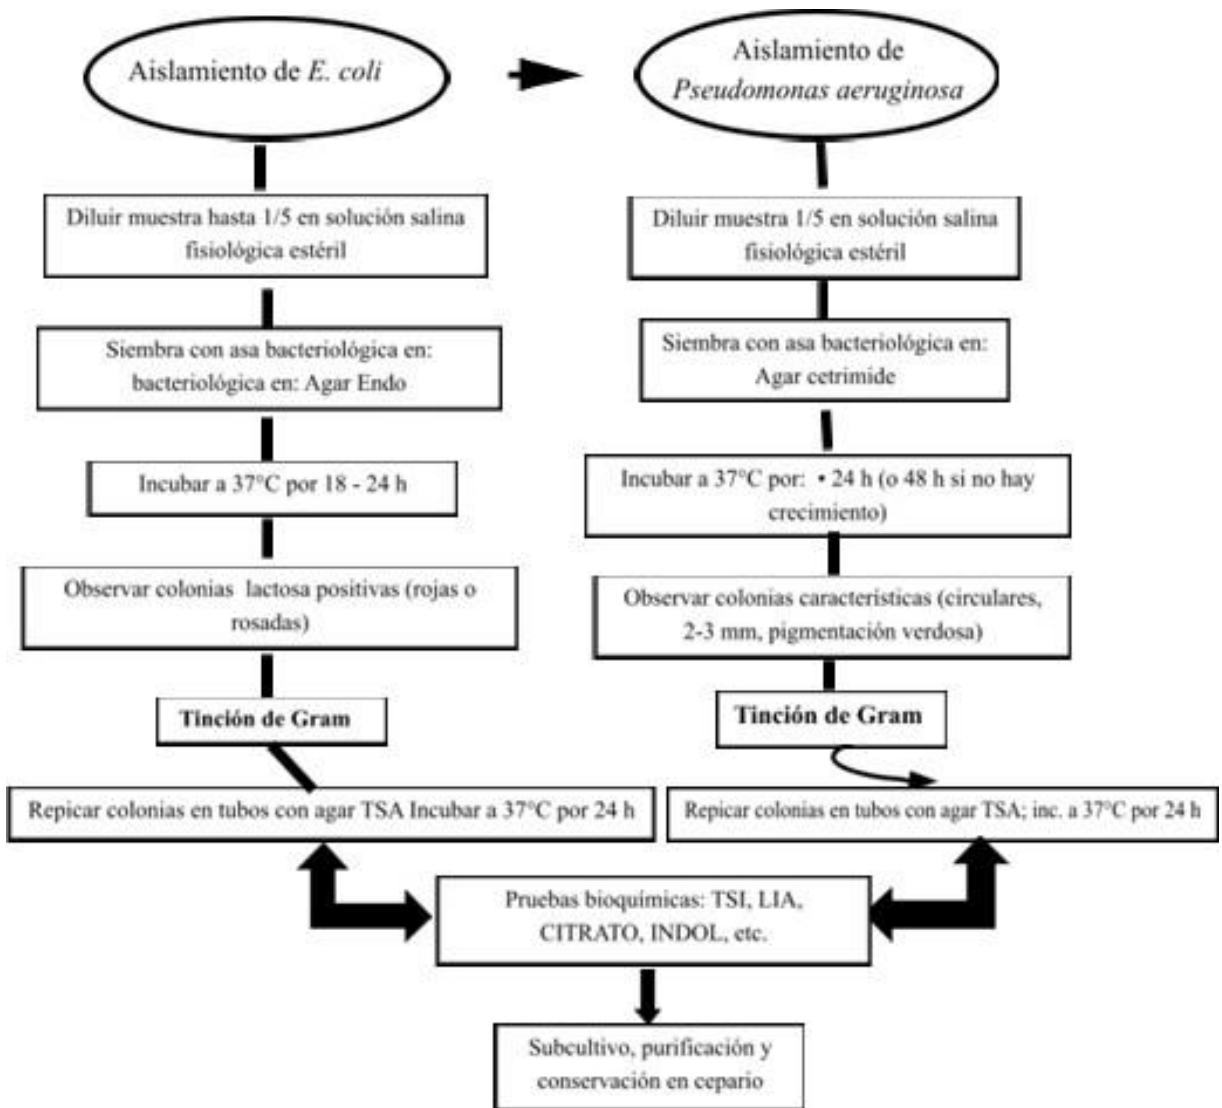 Aislamiento de E. coli
Diluir muestra hasta 1/5 en solución salina
fisiológica estéril
Siembra con asa bacteriológica en:
bacteriológica en: Agar Endo
Incubar a 37°C por 18 - 24 h
Observar colonias lactosa positivas (rojas o
rosadas)
Tinción de Gram
Repicar colonias en tubos con agar TSA Incubar a 37°C por 24 h
Aislamiento de
Pseudomonas aeruginosa
Diluir muestra 1/5 en solución salina
fisiológica estéril
Siembra con asa bacteriológica en:
Agar cetrimide
Incubar a 37°C por: • 24 h (o 48 h si no hay
crecimiento)
Observar colonias características (circulares,
2-3 mm, pigmentación verdosa)
Tinción de Gram
Repicar colonias en tubos con agar TSA; inc. a 37°C por 24 h
Pruebas bioquímicas: TSI, LIA,
CITRATO, INDOL, etc.
Subcultivo, purificación y
conservación en cepario